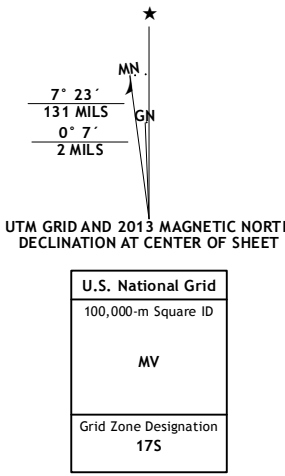 ★
MN
7° 23´
GN
131 MILS
0° 7´
2 MILS
UTM GRID AND 2013 MAGNETIC NORTH
DECLINATION AT CENTER OF SHEET
U.S. National Grid
100,000-m Square ID
MV
Grid Zone Designation
17S